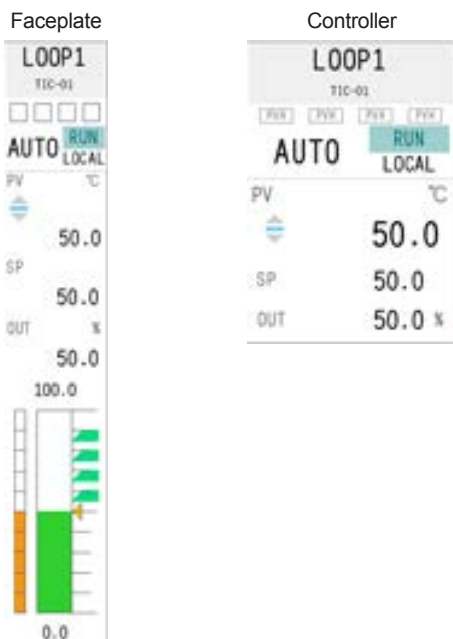 Faceplate
LOOP1
TIC-01
AUTO RUN
LOCAL
PV ℃
50.0
SP
50.0
OUT %
50.0
100.0
0.0
Controller
LOOP1
TIC-01
AUTO RUN
LOCAL
PV ℃
50.0
SP 50.0
OUT 50.0 %